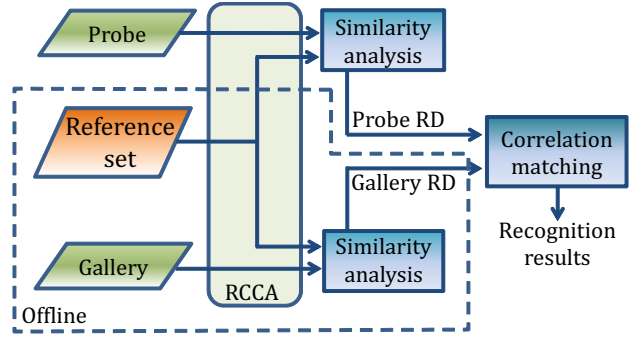 Probe
Similarity
analysis
Reference
set
Probe RD
Correlation
matching
Gallery RD
Gallery
Similarity
analysis
Recognition
results
RCCA
Offline